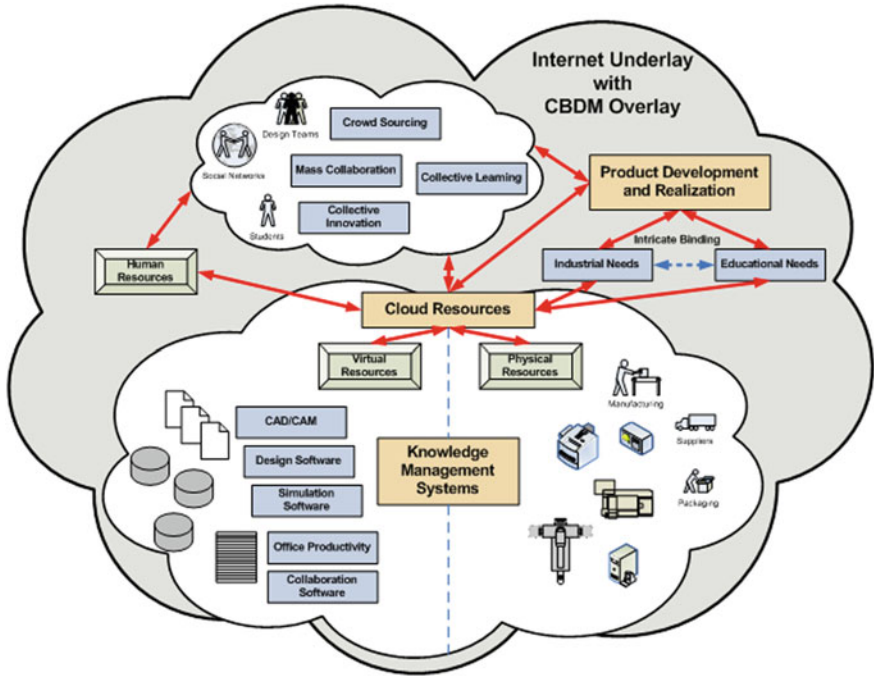 Internet Underlay
with
CBDM Overlay
Design Teams
Crowd Sourcing
Social Networks
Mass Collaboration
Collective Learning
Collective
Innovation
Students
Product Development
and Realization
Intricate Binding
Industrial Needs
Educational Needs
Human
Resources
Cloud Resources
Virtual
Resources
Physical
Resources
Manufacturing
CAD/CAM
Suppliers
Design Software
Knowledge
Management
Systems
Simulation
Software
Packaging
Office Productivity
Collaboration
Software